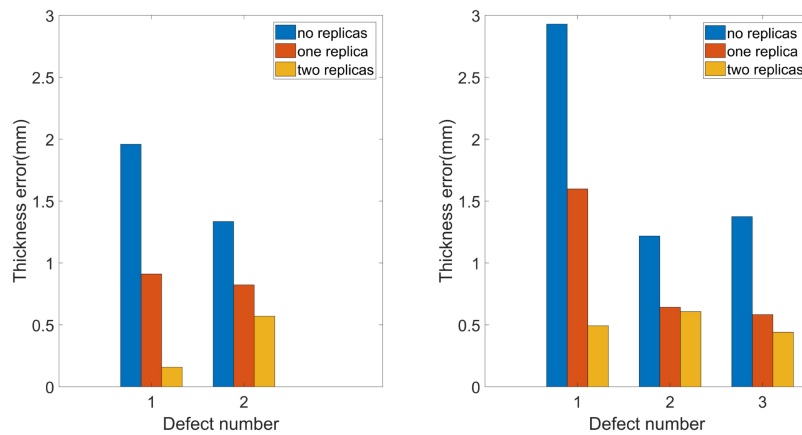 3
2.5
2
1.5
1
0.5
0
Thickness error(mm)
no replicas
one replica
two replicas
1 2
Defect number
3
2.5
2
1.5
1
0.5
0
Thickness error(mm)
no replicas
one replica
two replicas
1 2 3
Defect number